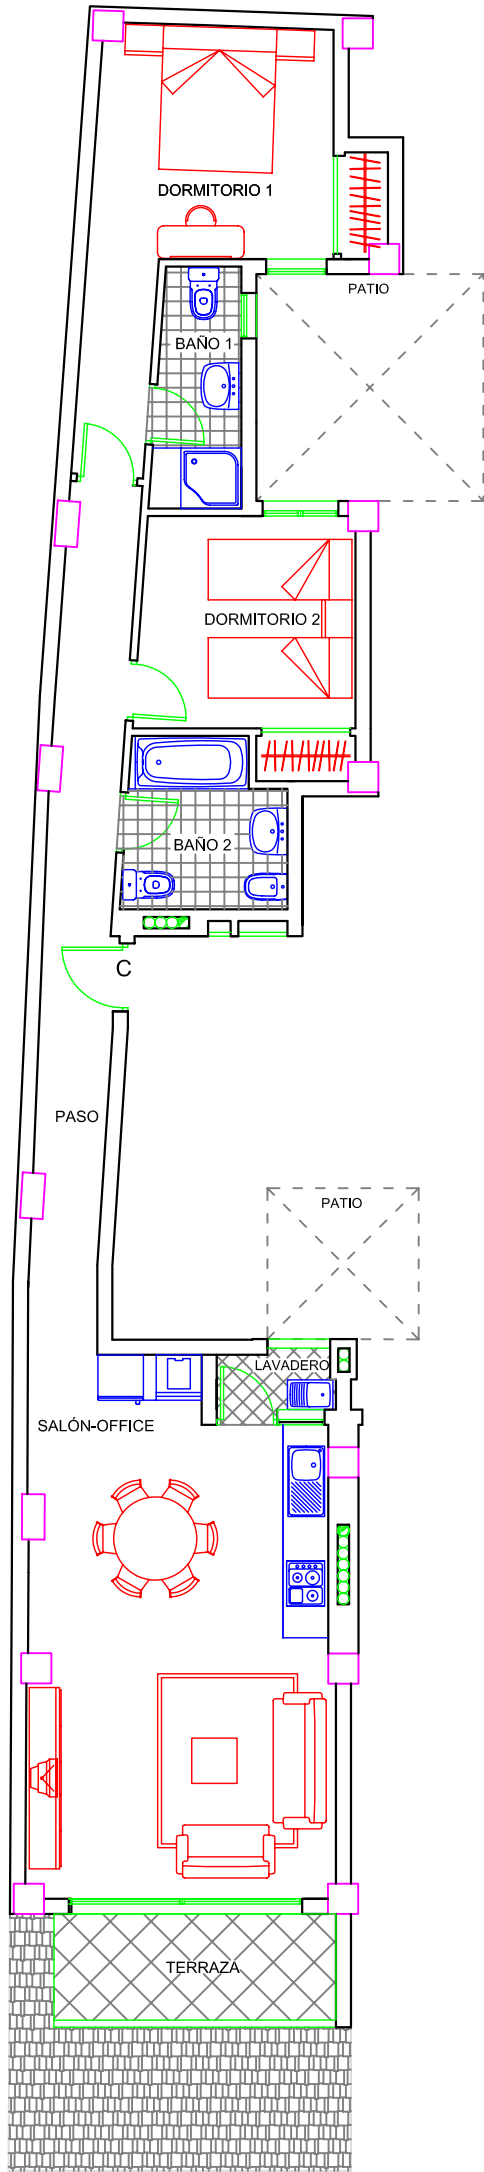 DORMITORIO 1
PATIO
BAÑO 1
DORMITORIO 2
BAÑO 2
C
PASO
PATIO
LAVADERO
SALÓN-OFFICE
TERRAZA